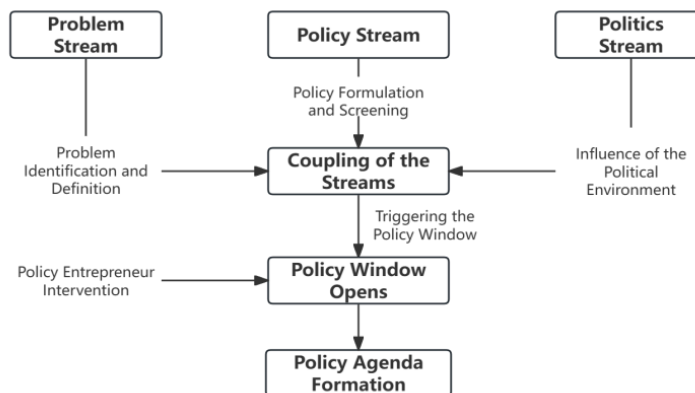 Problem
Stream
Policy Stream
Politics
Stream
Policy Formulation
and Screening
Problem
Identification and
Definition
Coupling of the
Streams
Influence of the
Political
Environment
Triggering the
Policy Window
Policy Entrepreneur
Intervention
Policy Window
Opens
Policy Agenda
Formation